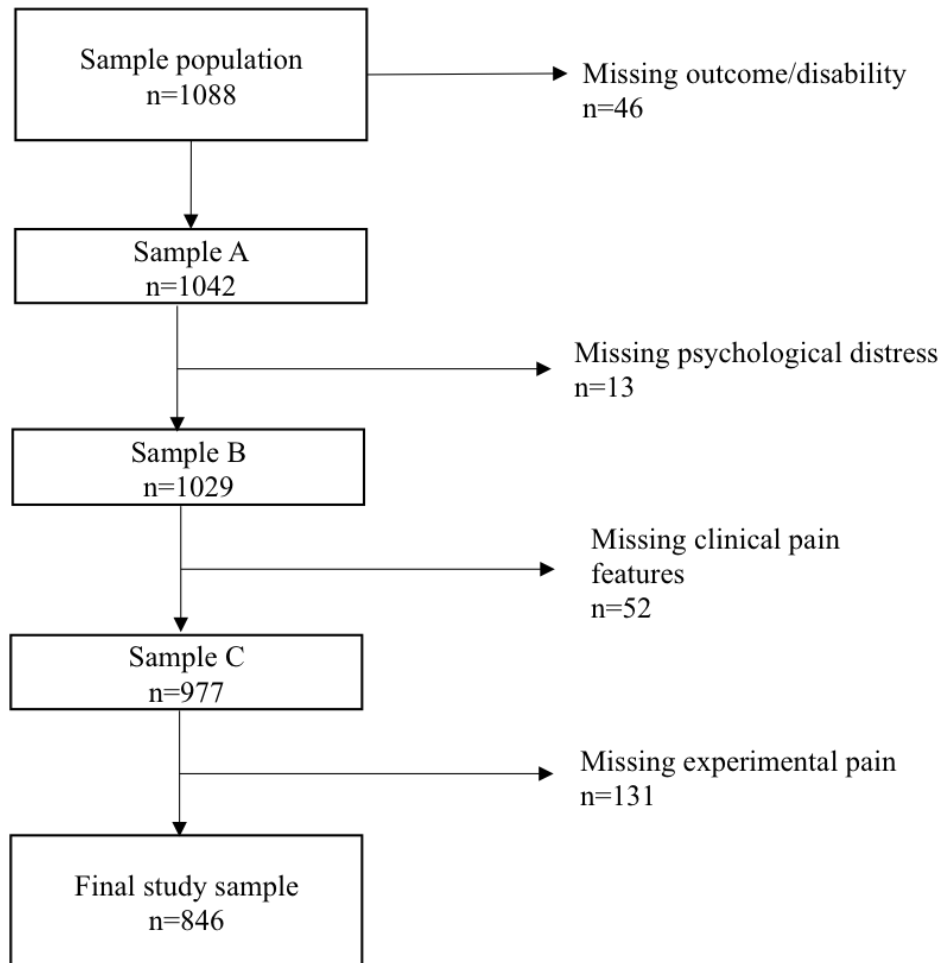 Sample population
n=1088
Missing outcome/disability
n=46
Sample A
n=1042
Missing psychological distress
n=13
Sample B
n=1029
Missing clinical pain
features
n=52
Sample C
n=977
Missing experimental pain
n=131
Final study sample
n=846